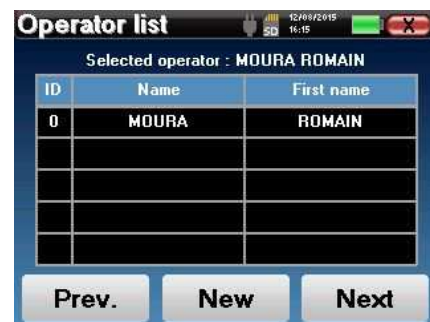 Operator list SD 12/08/2015 16:15 X
Selected operator : MOURA ROMAIN
ID Name First name
0 MOURA ROMAIN
Prev. New Next